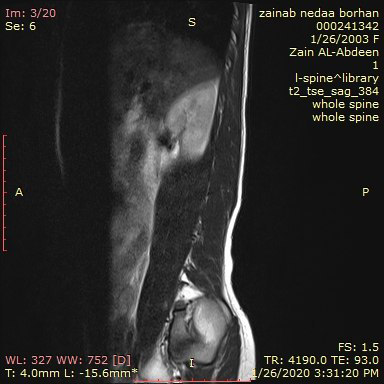 Im: 3/20
Se: 6
S
zainab nedaa borhan
000241342
1/26/2003 F
Zain AL-Abdeen
1
l-spine^library
t2_tse_sag_384
whole spine
whole spine
A
P
WL: 327 WW: 752 [D]
T: 4.0mm L: -15.6mm*
I
FS: 1.5
TR: 4190.0 TE: 93.0
1/26/2020 3:31:20 PM